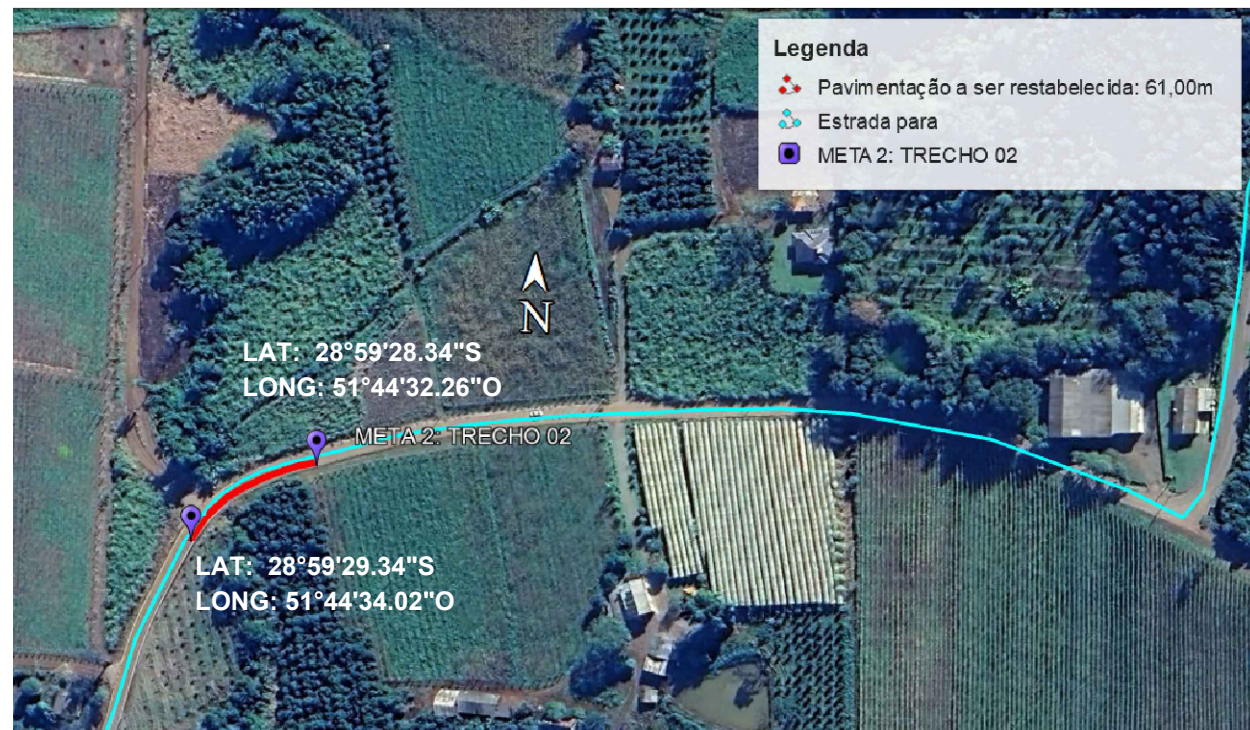 Legenda
Pavimentação a ser restabelecida: 61,00m
Estrada para
META 2: TRECHO 02
N
LAT: 28°59'28.34"S
LONG: 51°44'32.26"O
META 2: TRECHO 02
LAT: 28°59'29.34"S
LONG: 51°44'34.02"O